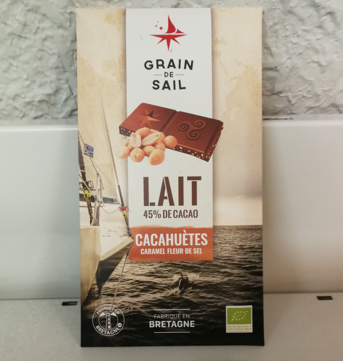 GRAIN
DE
SAIL
LAIT
45% DE CACAO
CACAHUÈTES
CARAMEL FLEUR DE SEL
FABRIQUÉ EN
BRETAGNE